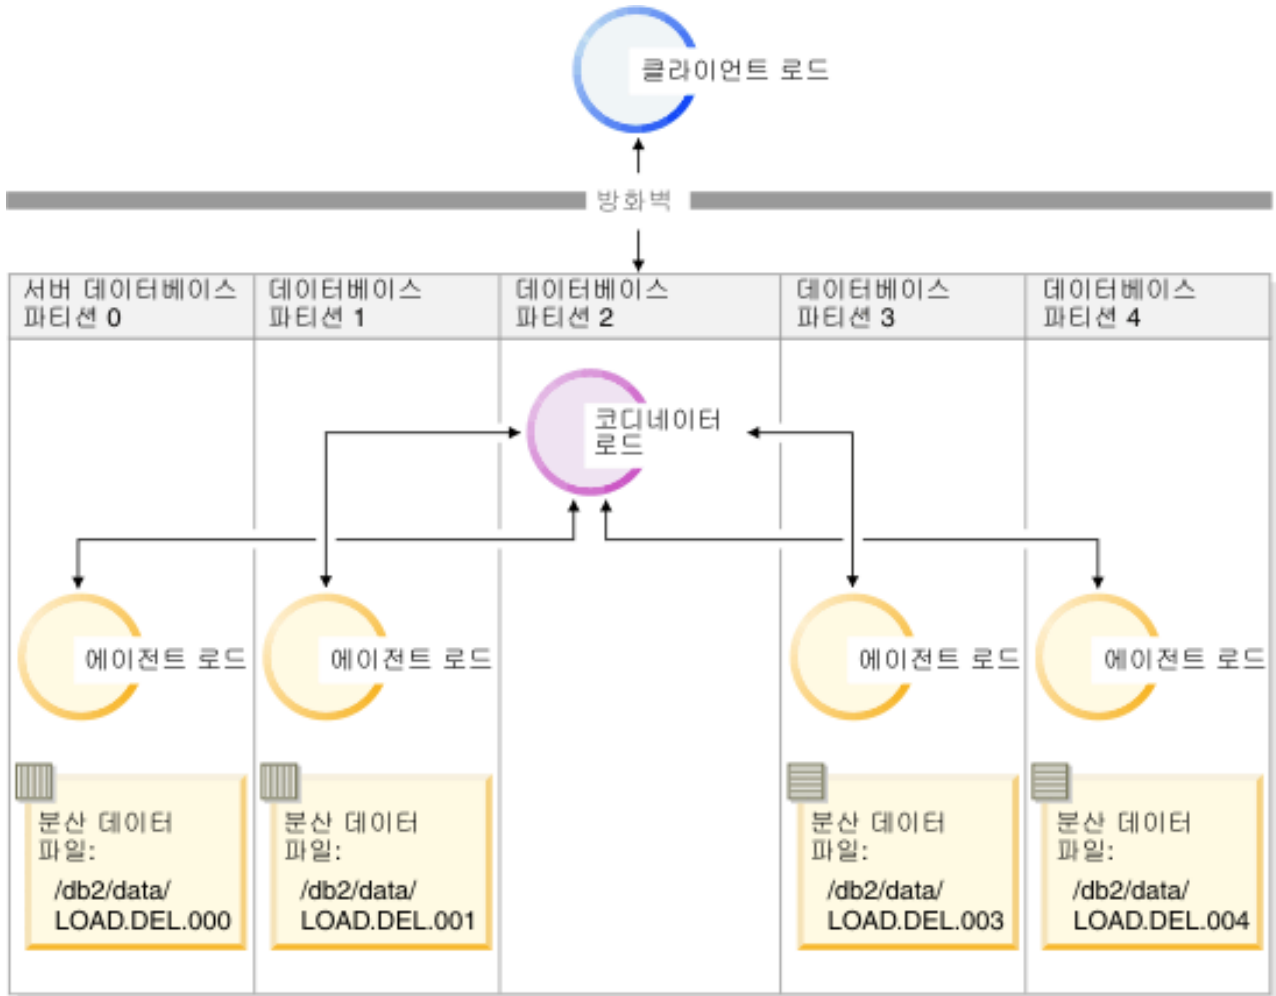 클라이언트 로드
방화벽
서버 데이터베이스
파티션 0
데이터베이스
파티션 1
데이터베이스
파티션 2
데이터베이스
파티션 3
데이터베이스
파티션 4
코디네이터
로드
에이전트 로드
에이전트 로드
에이전트 로드
에이전트 로드
분산 데이터
파일:
/db2/data/
LOAD.DEL.000
분산 데이터
파일:
/db2/data/
LOAD.DEL.001
분산 데이터
파일:
/db2/data/
LOAD.DEL.003
분산 데이터
파일:
/db2/data/
LOAD.DEL.004